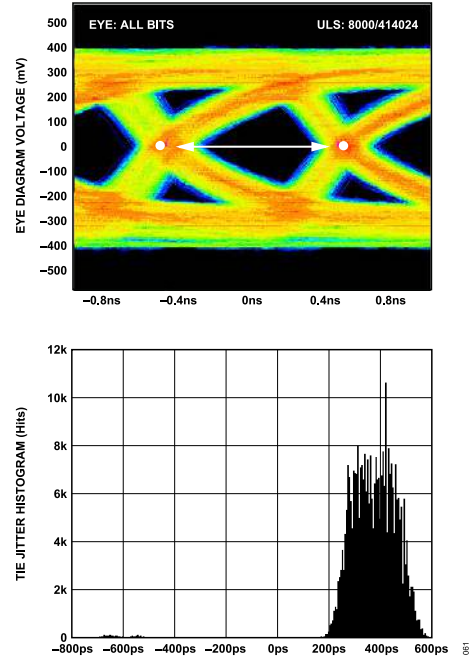 EYE: ALL BITS ULS: 8000/414024
EYE DIAGRAM VOLTAGE (mV)
500
400
300
200
100
0
–100
–200
–300
–400
–500
–0.8ns –0.4ns 0ns 0.4ns 0.8ns
TIE JITTER HISTOGRAM (Hits)
12k
10k
8k
6k
4k
2k
0
–800ps –600ps –400ps –200ps 0ps 200ps 400ps 600ps
061